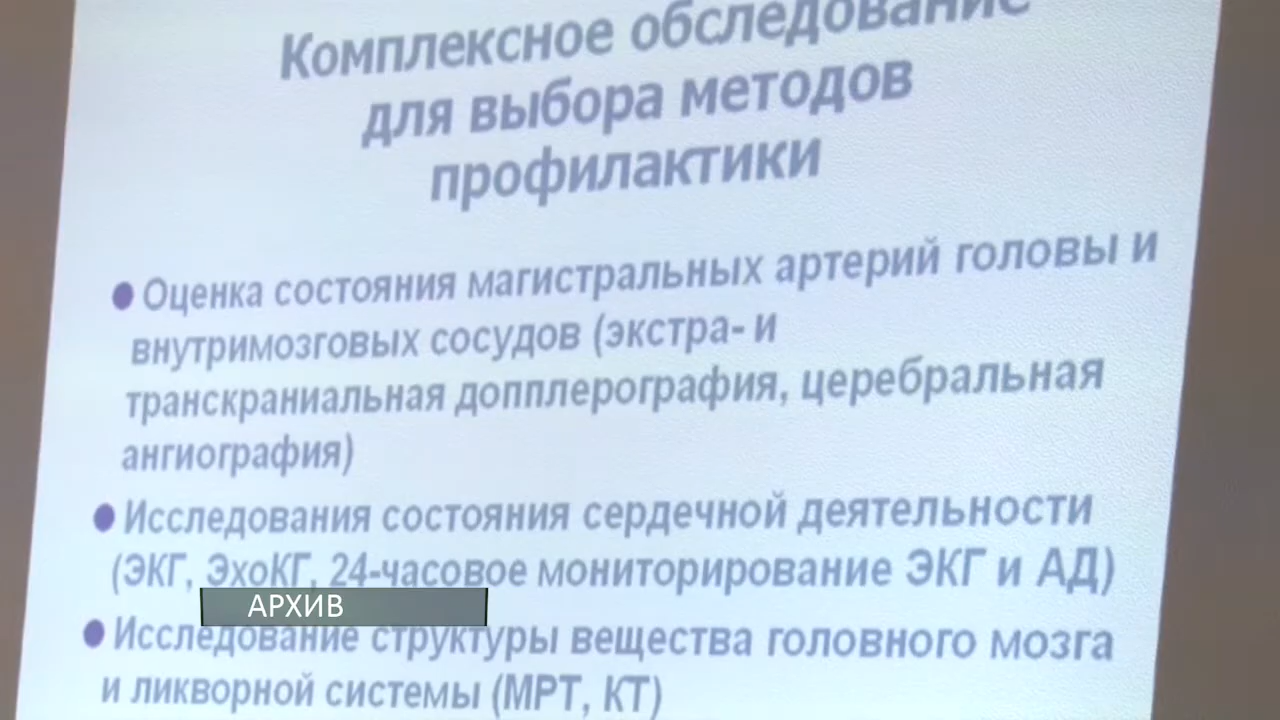 Комплексное обследование
для выбора методов
профилактики
Оценка состояния магистральных артерий головы и
внутримозговых сосудов (экстра- и
транскраниальная допплерография, церебральная
ангиография)
Исследования состояния сердечной деятельности
(ЭКГ, ЭхоКГ, 24-часовое мониторирование ЭКГ и АД)
АРХИВ
Исследование структуры вещества головного мозга
и ликворной системы (МРТ, КТ)